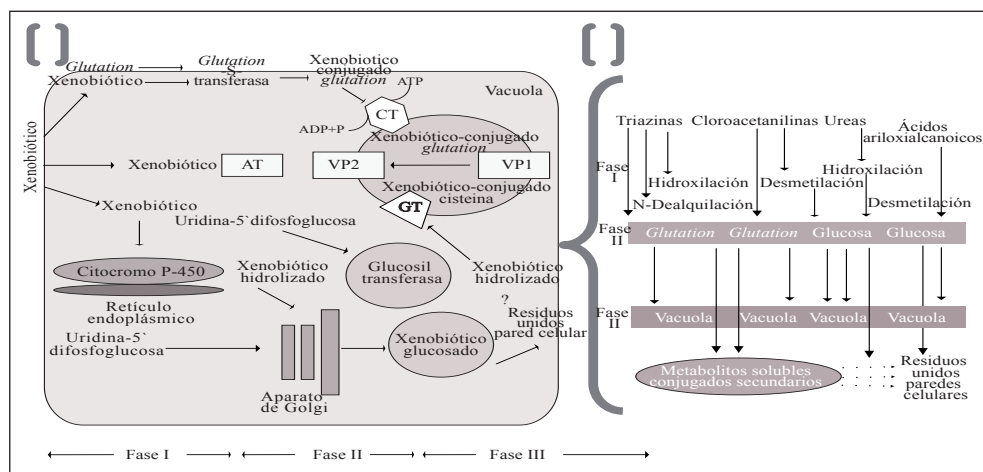 Glutation
Xenobiótico
Glutation
-S-
transferasa
Xenobiótico
conjugado
glutation
ATP
Vacuola
CT
ADP+P
Xenobiótico-conjugado
glutation
Xenobiótico
Xenobiótico
AT
VP2
VP1
Xenobiótico-conjugado
cisteina
GT
Xenobiótico
Uridina-5`difosfoglucosa
Citocromo P-450
Retículo
endoplásmico
Xenobiótico
hidrolizado
Glucosil
transferasa
Xenobiótico
hidrolizado
?
Residuos
unidos
pared celular
Uridina-5`
difosfoglucosa
Xenobiótico
glucosado
Aparato
de Golgi
Fase I
Fase II
Fase III
Triazinas
Cloroacetanilinas
Ureas
Ácidos
ariloxialcanoicos
Fase
I
Hidroxilación
Desmetilación
Hidroxilación
N-Dealquilación
Desmetilación
Fase
II
Glutation
Glutation
Glucosa
Glucosa
Fase
II
Vacuola
Vacuola
Vacuola
Vacuola
Metabolitos solubles
conjugados secundarios
Residuos
unidos
paredes
celulares